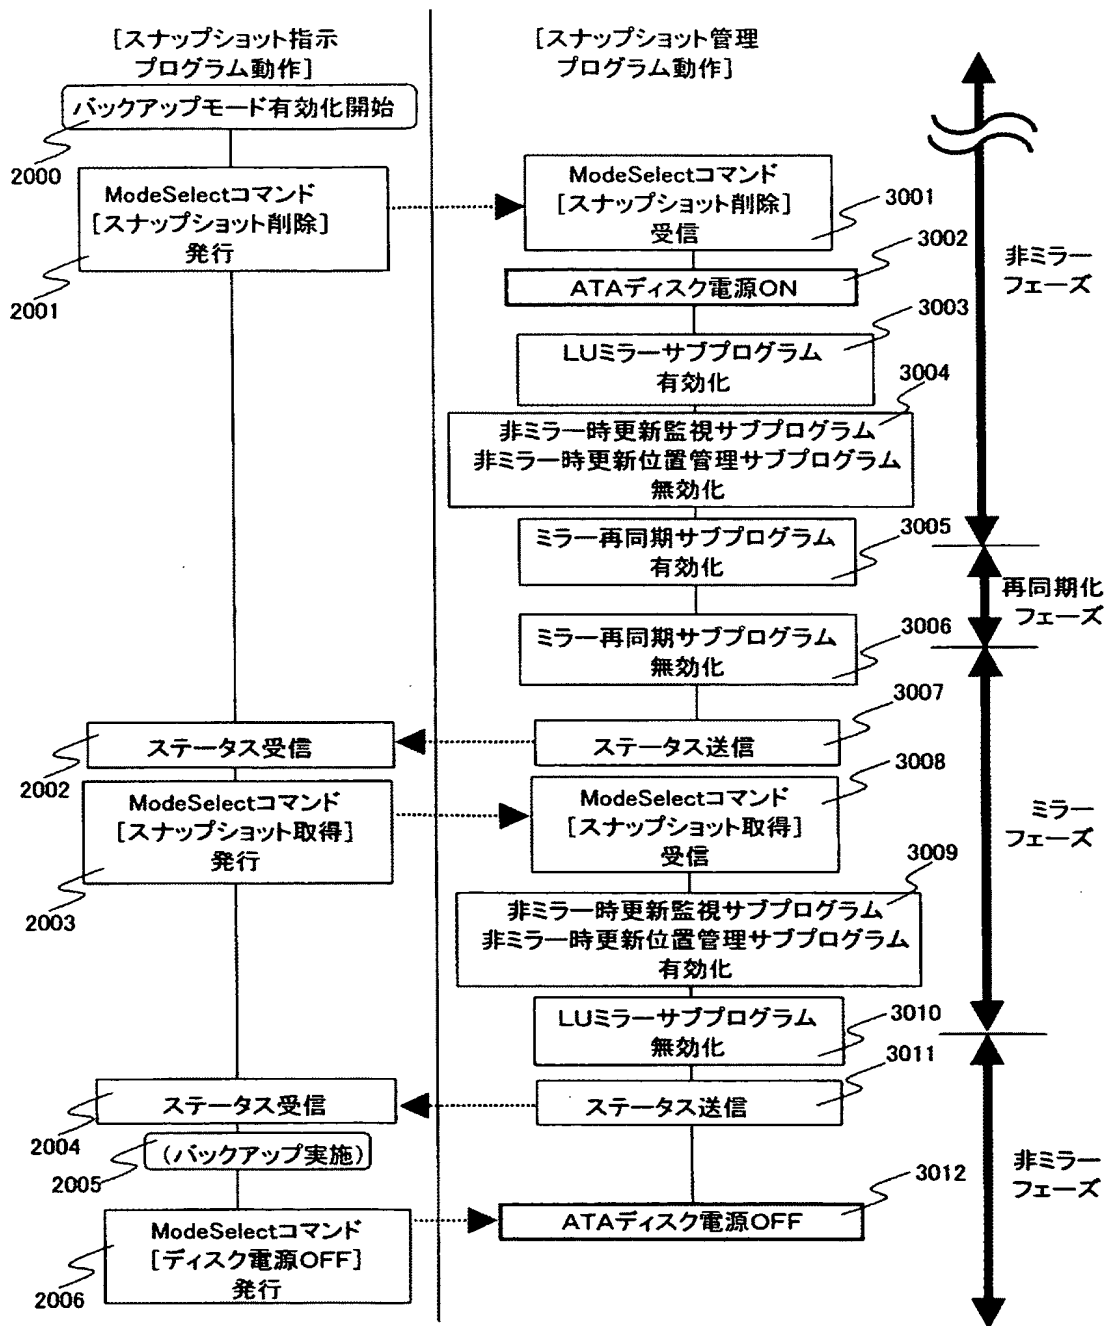 [スナップショット指示
プログラム動作]
バックアップモード有効化開始
2000
ModeSelectコマンド
[スナップショット削除]
発行
2001
ステータス受信
2002
ModeSelectコマンド
[スナップショット取得]
発行
2003
ステータス受信
2004
(バックアップ実施)
2005
ModeSelectコマンド
[ディスク電源OFF]
発行
2006
[スナップショット管理
プログラム動作]
ModeSelectコマンド
[スナップショット削除]
受信
3001
3002
ATAディスク電源ON
3003
LUミラーサブプログラム
有効化
3004
非ミラー時更新監視サブプログラム
非ミラー時更新位置管理サブプログラム
無効化
ミラー再同期サブプログラム
有効化
3005
ミラー再同期サブプログラム
無効化
3006
3007
ステータス送信
3008
ModeSelectコマンド
[スナップショット取得]
受信
3009
非ミラー時更新監視サブプログラム
非ミラー時更新位置管理サブプログラム
有効化
LUミラーサブプログラム
無効化
3010
3011
ステータス送信
3012
ATAディスク電源OFF
非ミラー
フェーズ
再同期化
フェーズ
ミラー
フェーズ
非ミラー
フェーズ